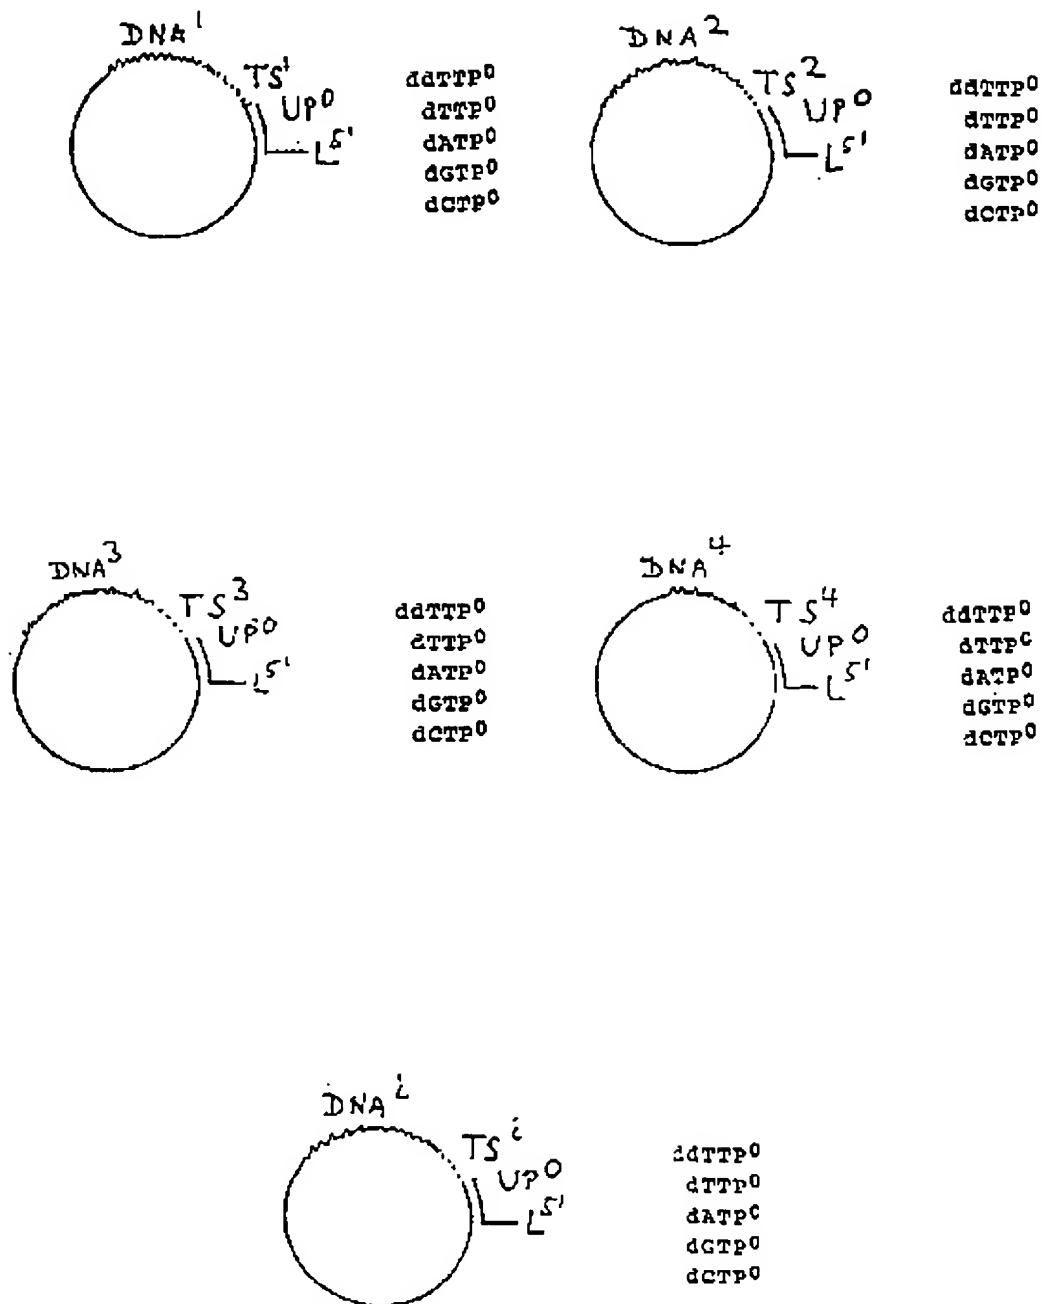 DNA¹
TS¹
UP⁰
L⁵'
ddTTP⁰
dTTP⁰
dATP⁰
dGTP⁰
dCTP⁰
DNA²
TS²
UP⁰
L⁵'
ddTTP⁰
dTTP⁰
dATP⁰
dGTP⁰
dCTP⁰
DNA³
TS³
UP⁰
L⁵'
ddTTP⁰
dTTP⁰
dATP⁰
dGTP⁰
dCTP⁰
DNA⁴
TS⁴
UP⁰
L⁵'
ddTTP⁰
dTTP⁰
dATP⁰
dGTP⁰
dCTP⁰
DNAⁱ
TSⁱ
UP⁰
L⁵'
ddTTP⁰
dTTP⁰
dATP⁰
dGTP⁰
dCTP⁰